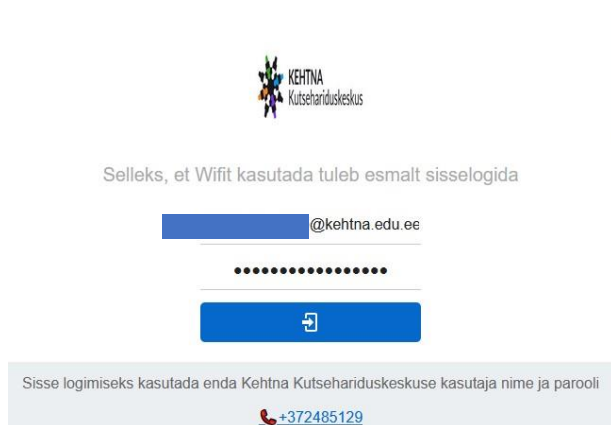 KEHTNA
Kutsehariduskeskus
Selleks, et Wifit kasutada tuleb esmalt sisselogida
@kehtna.edu.ee
Sisse logimiseks kasutada enda Kehtna Kutsehariduskeskuse kasutaja nime ja parooli
+372485129